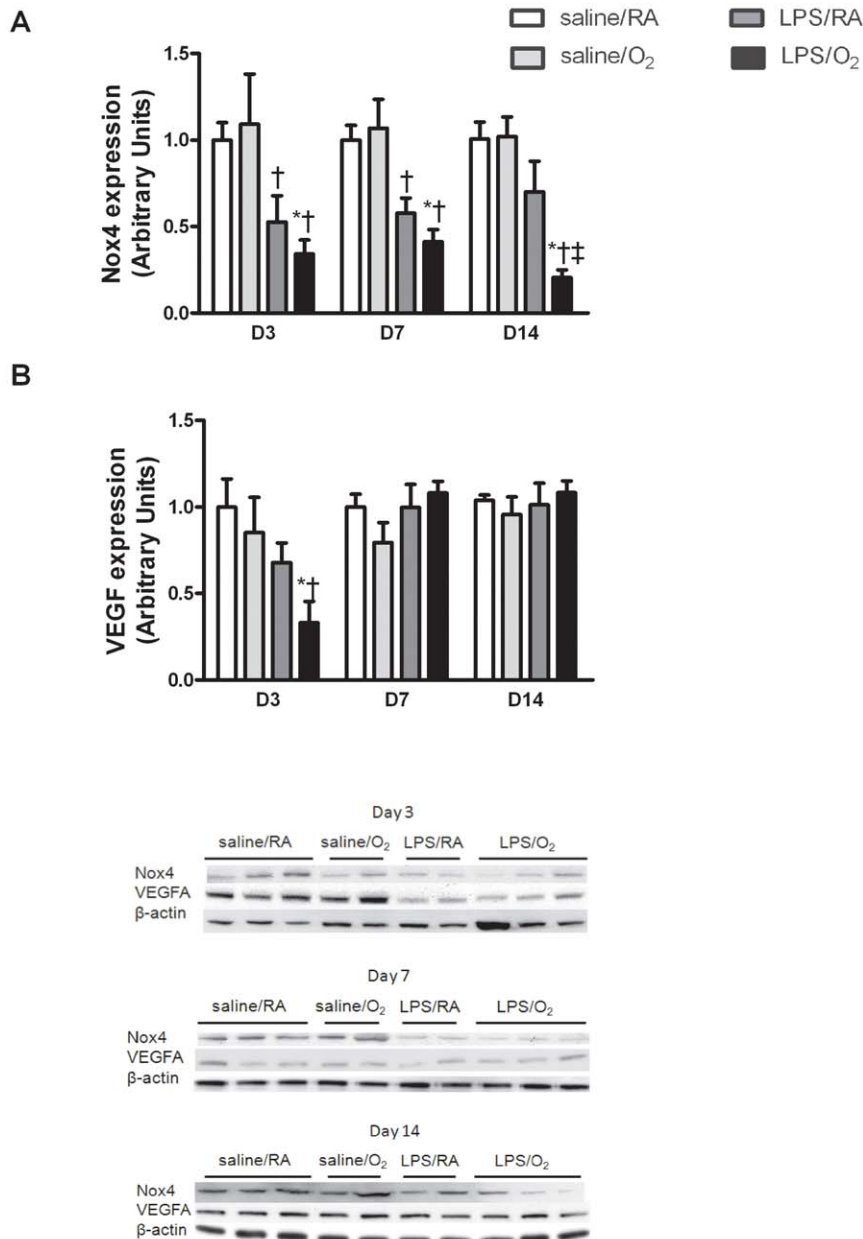 A
saline/RA LPS/RA
saline/O₂ LPS/O₂
Nox4 expression
(Arbitrary Units)
1.5
1.0
0.5
0.0
† *† † *† *†‡
D3 D7 D14
B
VEGF expression
(Arbitrary Units)
1.5
1.0
0.5
0.0
*†
D3 D7 D14
Day 3
saline/RA saline/O₂ LPS/RA LPS/O₂
Nox4
VEGFA
β-actin
Day 7
saline/RA saline/O₂ LPS/RA LPS/O₂
Nox4
VEGFA
β-actin
Day 14
saline/RA saline/O₂ LPS/RA LPS/O₂
Nox4
VEGFA
β-actin